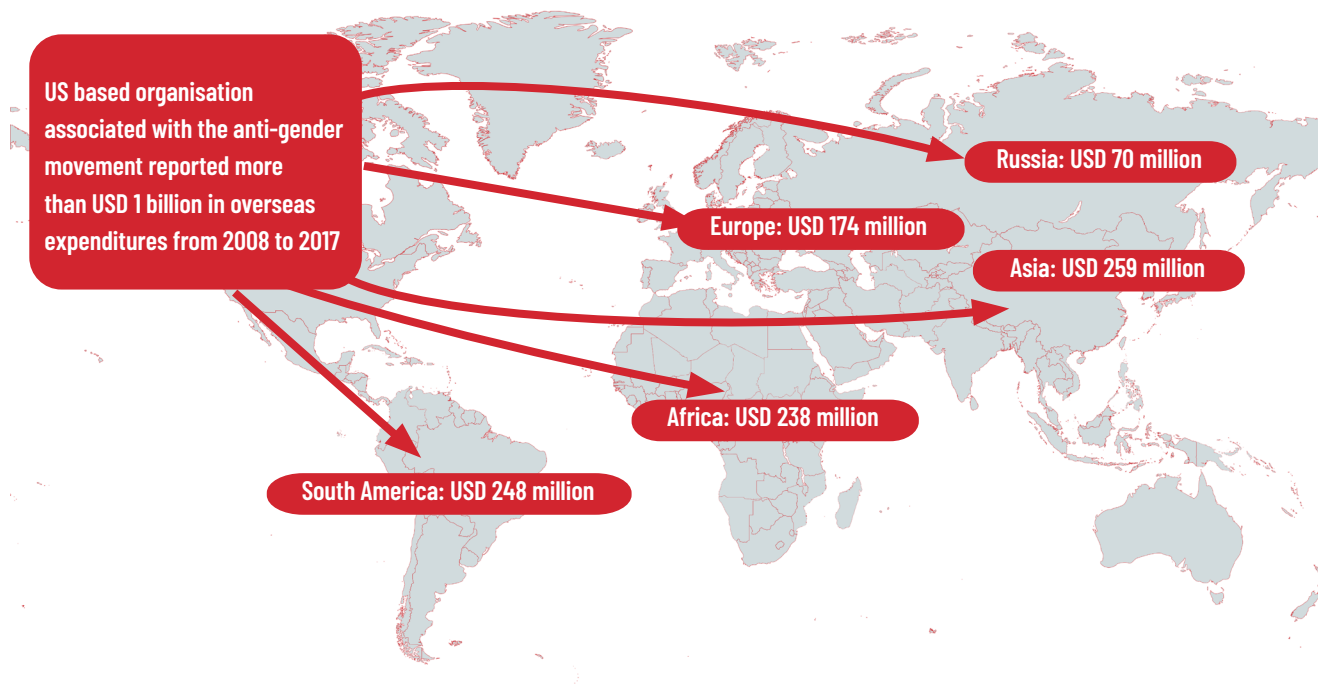 US based organisation
associated with the anti-gender
movement reported more
than USD 1 billion in overseas
expenditures from 2008 to 2017
Russia: USD 70 million
Europe: USD 174 million
Asia: USD 259 million
Africa: USD 238 million
South America: USD 248 million